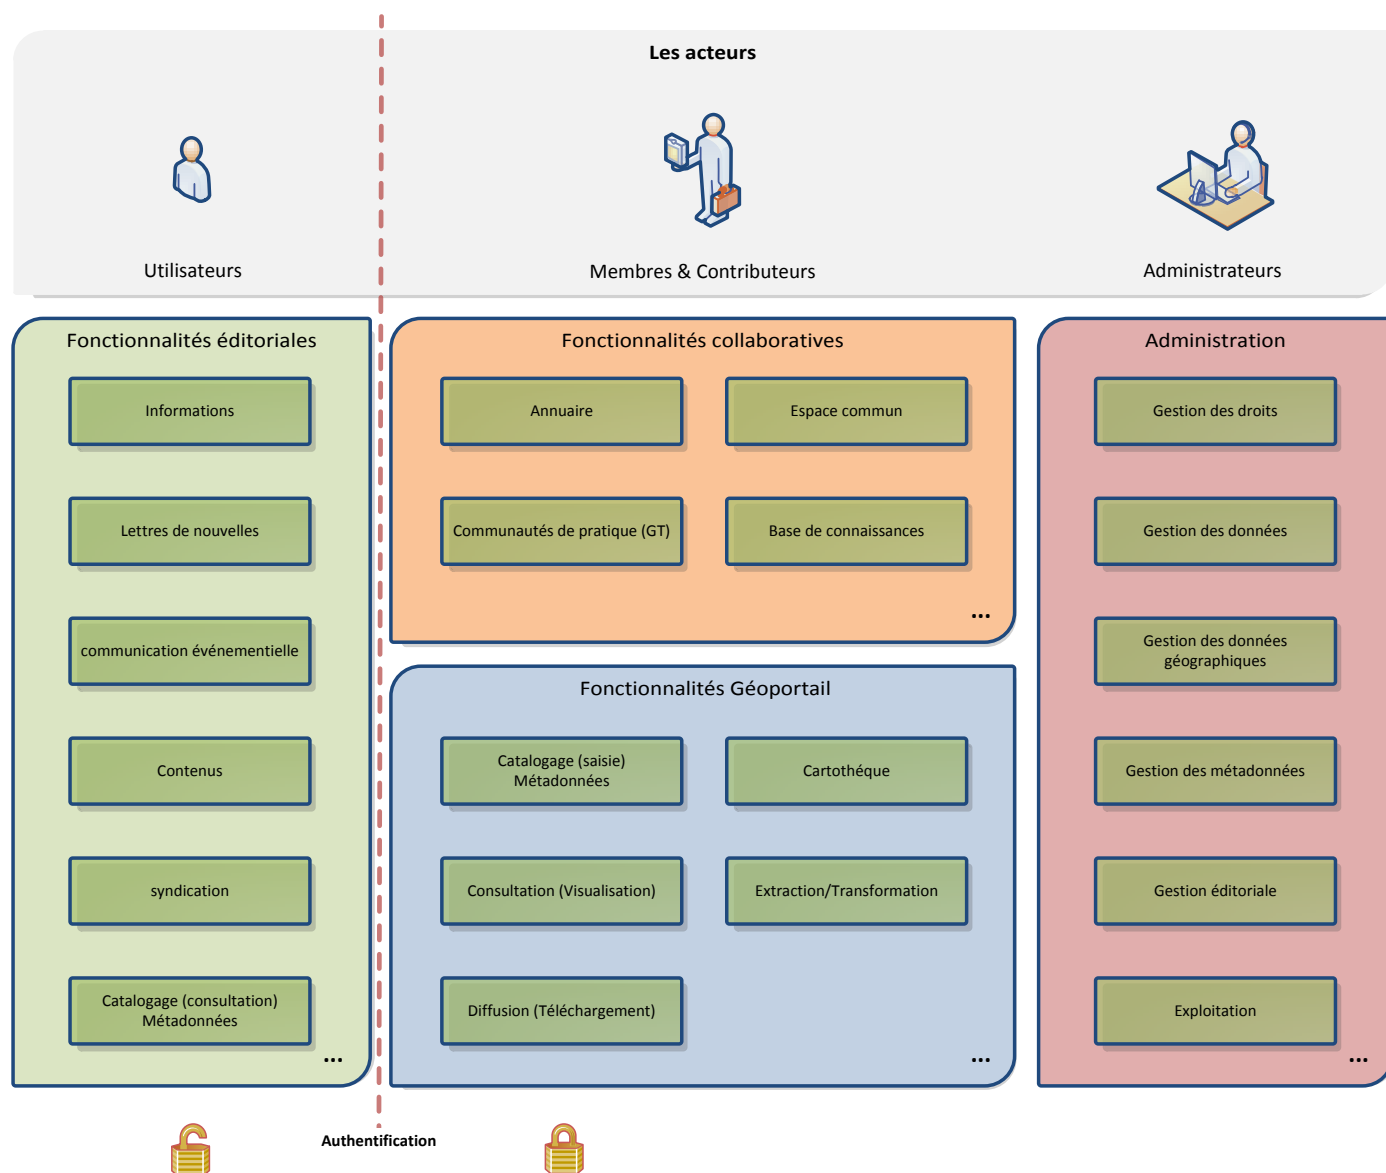 Les acteurs
Utilisateurs
Membres & Contributeurs
Administrateurs
Fonctionnalités éditoriales
Informations
Lettres de nouvelles
communication événementielle
Contenus
syndication
Catalogage (consultation)
Métadonnées
...
Fonctionnalités collaboratives
Annuaire
Espace commun
Communautés de pratique (GT)
Base de connaissances
...
Fonctionnalités Géoportail
Catalogage (saisie)
Métadonnées
Cartothéque
Consultation (Visualisation)
Extraction/Transformation
Diffusion (Téléchargement)
...
Administration
Gestion des droits
Gestion des données
Gestion des données
géographiques
Gestion des métadonnées
Gestion éditoriale
Exploitation
...
Authentification